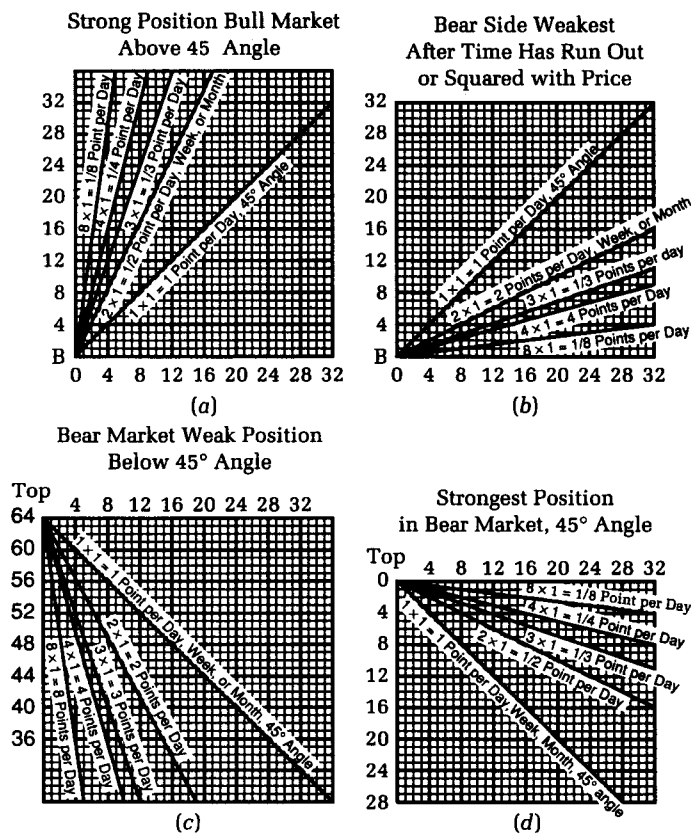 Strong Position Bull Market
Above 45 Angle
32
28
24
20
16
12
8
4
B
0 4 8 12 16 20 24 28 32
8 × 1 = 1/8 Point per Day
4 × 1 = 1/4 Point per Day
3 × 1 = 1/3 Point per Day
2 × 1 = 1/2 Point per Day, Week, or Month
1 × 1 = 1 Point per Day, 45° Angle
(a)
Bear Side Weakest
After Time Has Run Out
or Squared with Price
32
28
24
20
16
12
8
4
B
0 4 8 12 16 20 24 28 32
1 × 1 = 1 Point per Day, 45° Angle
2 × 1 = 2 Points per Day, Week, or Month
3 × 1 = 1/3 Points per day
4 × 1 = 4 Points per Day
8 × 1 = 1/8 Points per Day
(b)
Bear Market Weak Position
Below 45° Angle
Top
4 8 12 16 20 24 28 32
64
60
56
52
48
44
40
36
1 × 1 = 1 Point per Day, Week, or Month, 45° Angle
2 × 1 = 2 Points per Day
3 × 1 = 3 Points per Day
4 × 1 = 4 Points per Day
8 × 1 = 8 Points per Day
(c)
Strongest Position
in Bear Market, 45° Angle
Top
4 8 12 16 20 24 28 32
0
4
8
12
16
20
24
28
8 × 1 = 1/8 Point per Day
4 × 1 = 1/4 Point per Day
3 × 1 = 1/3 Point per Day
2 × 1 = 1/2 Point per Day
1 × 1 = 1 Point per Day, Week, Month, 45° angle
(d)